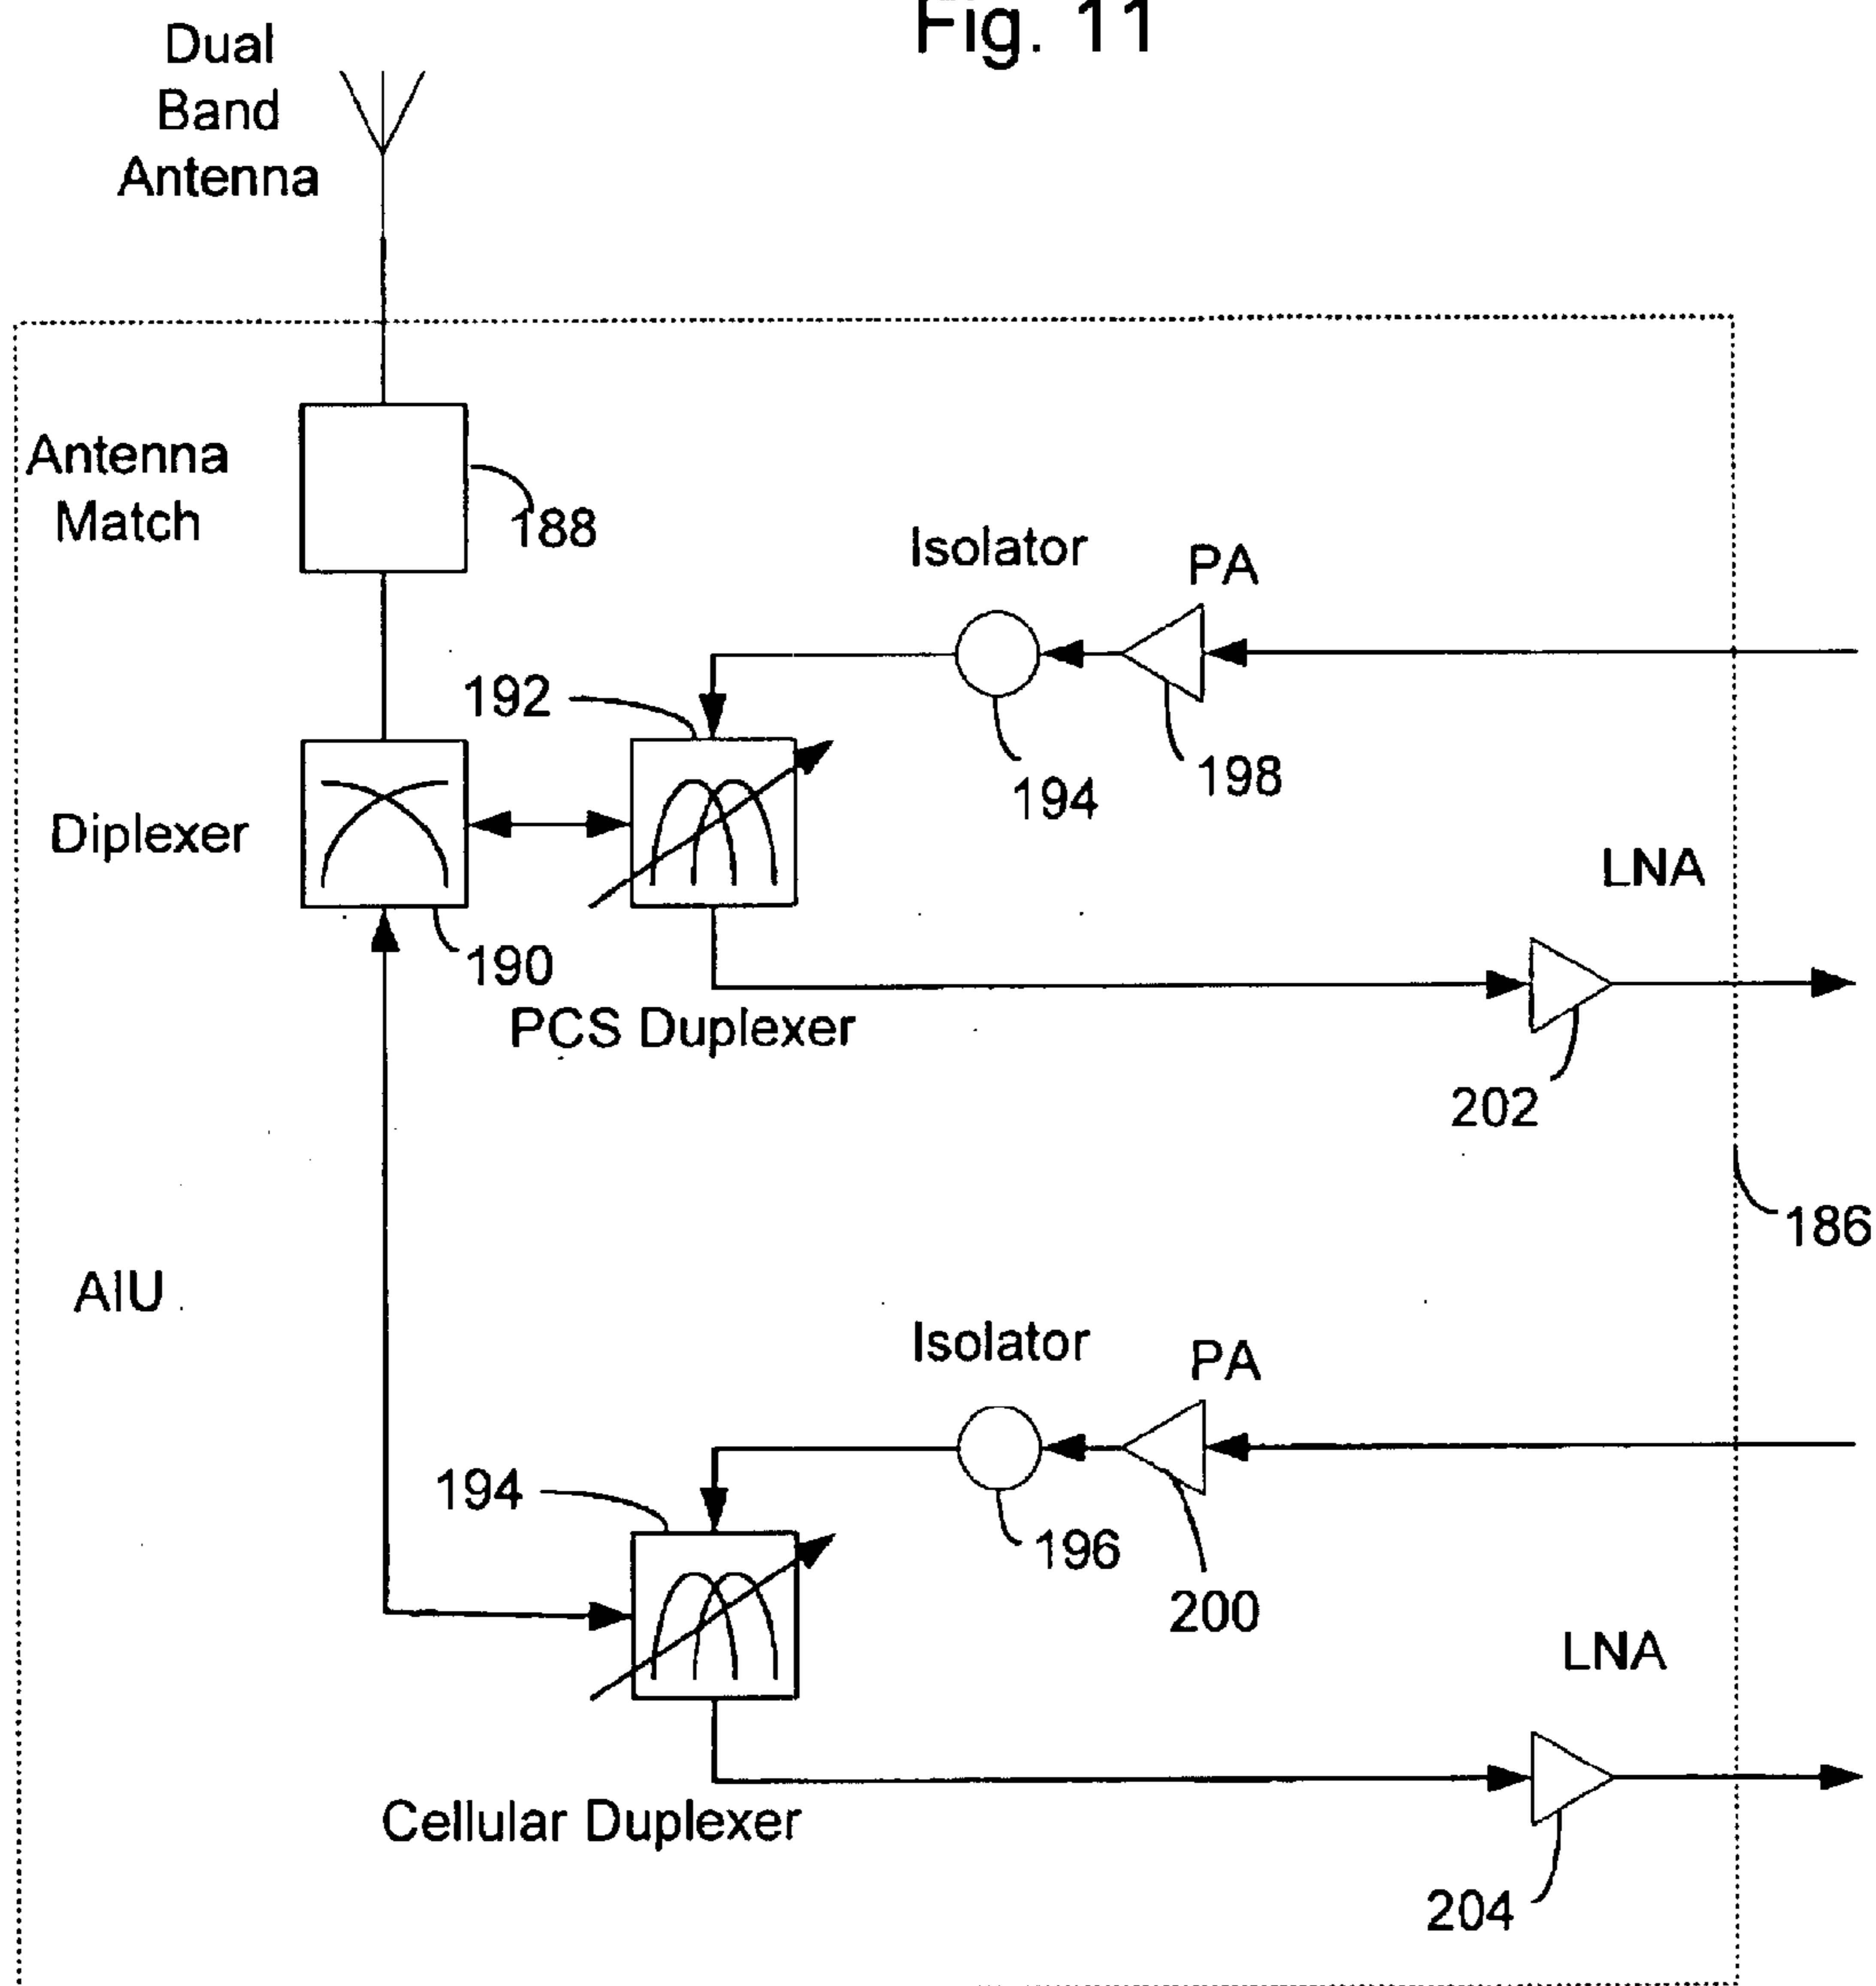 Fig. 11
Dual
Band
Antenna
Antenna
Match
188
Isolator
PA
192
194
198
Diplexer
LNA
190
PCS Duplexer
202
186
AIU
Isolator
PA
194
196
200
LNA
Cellular Duplexer
204